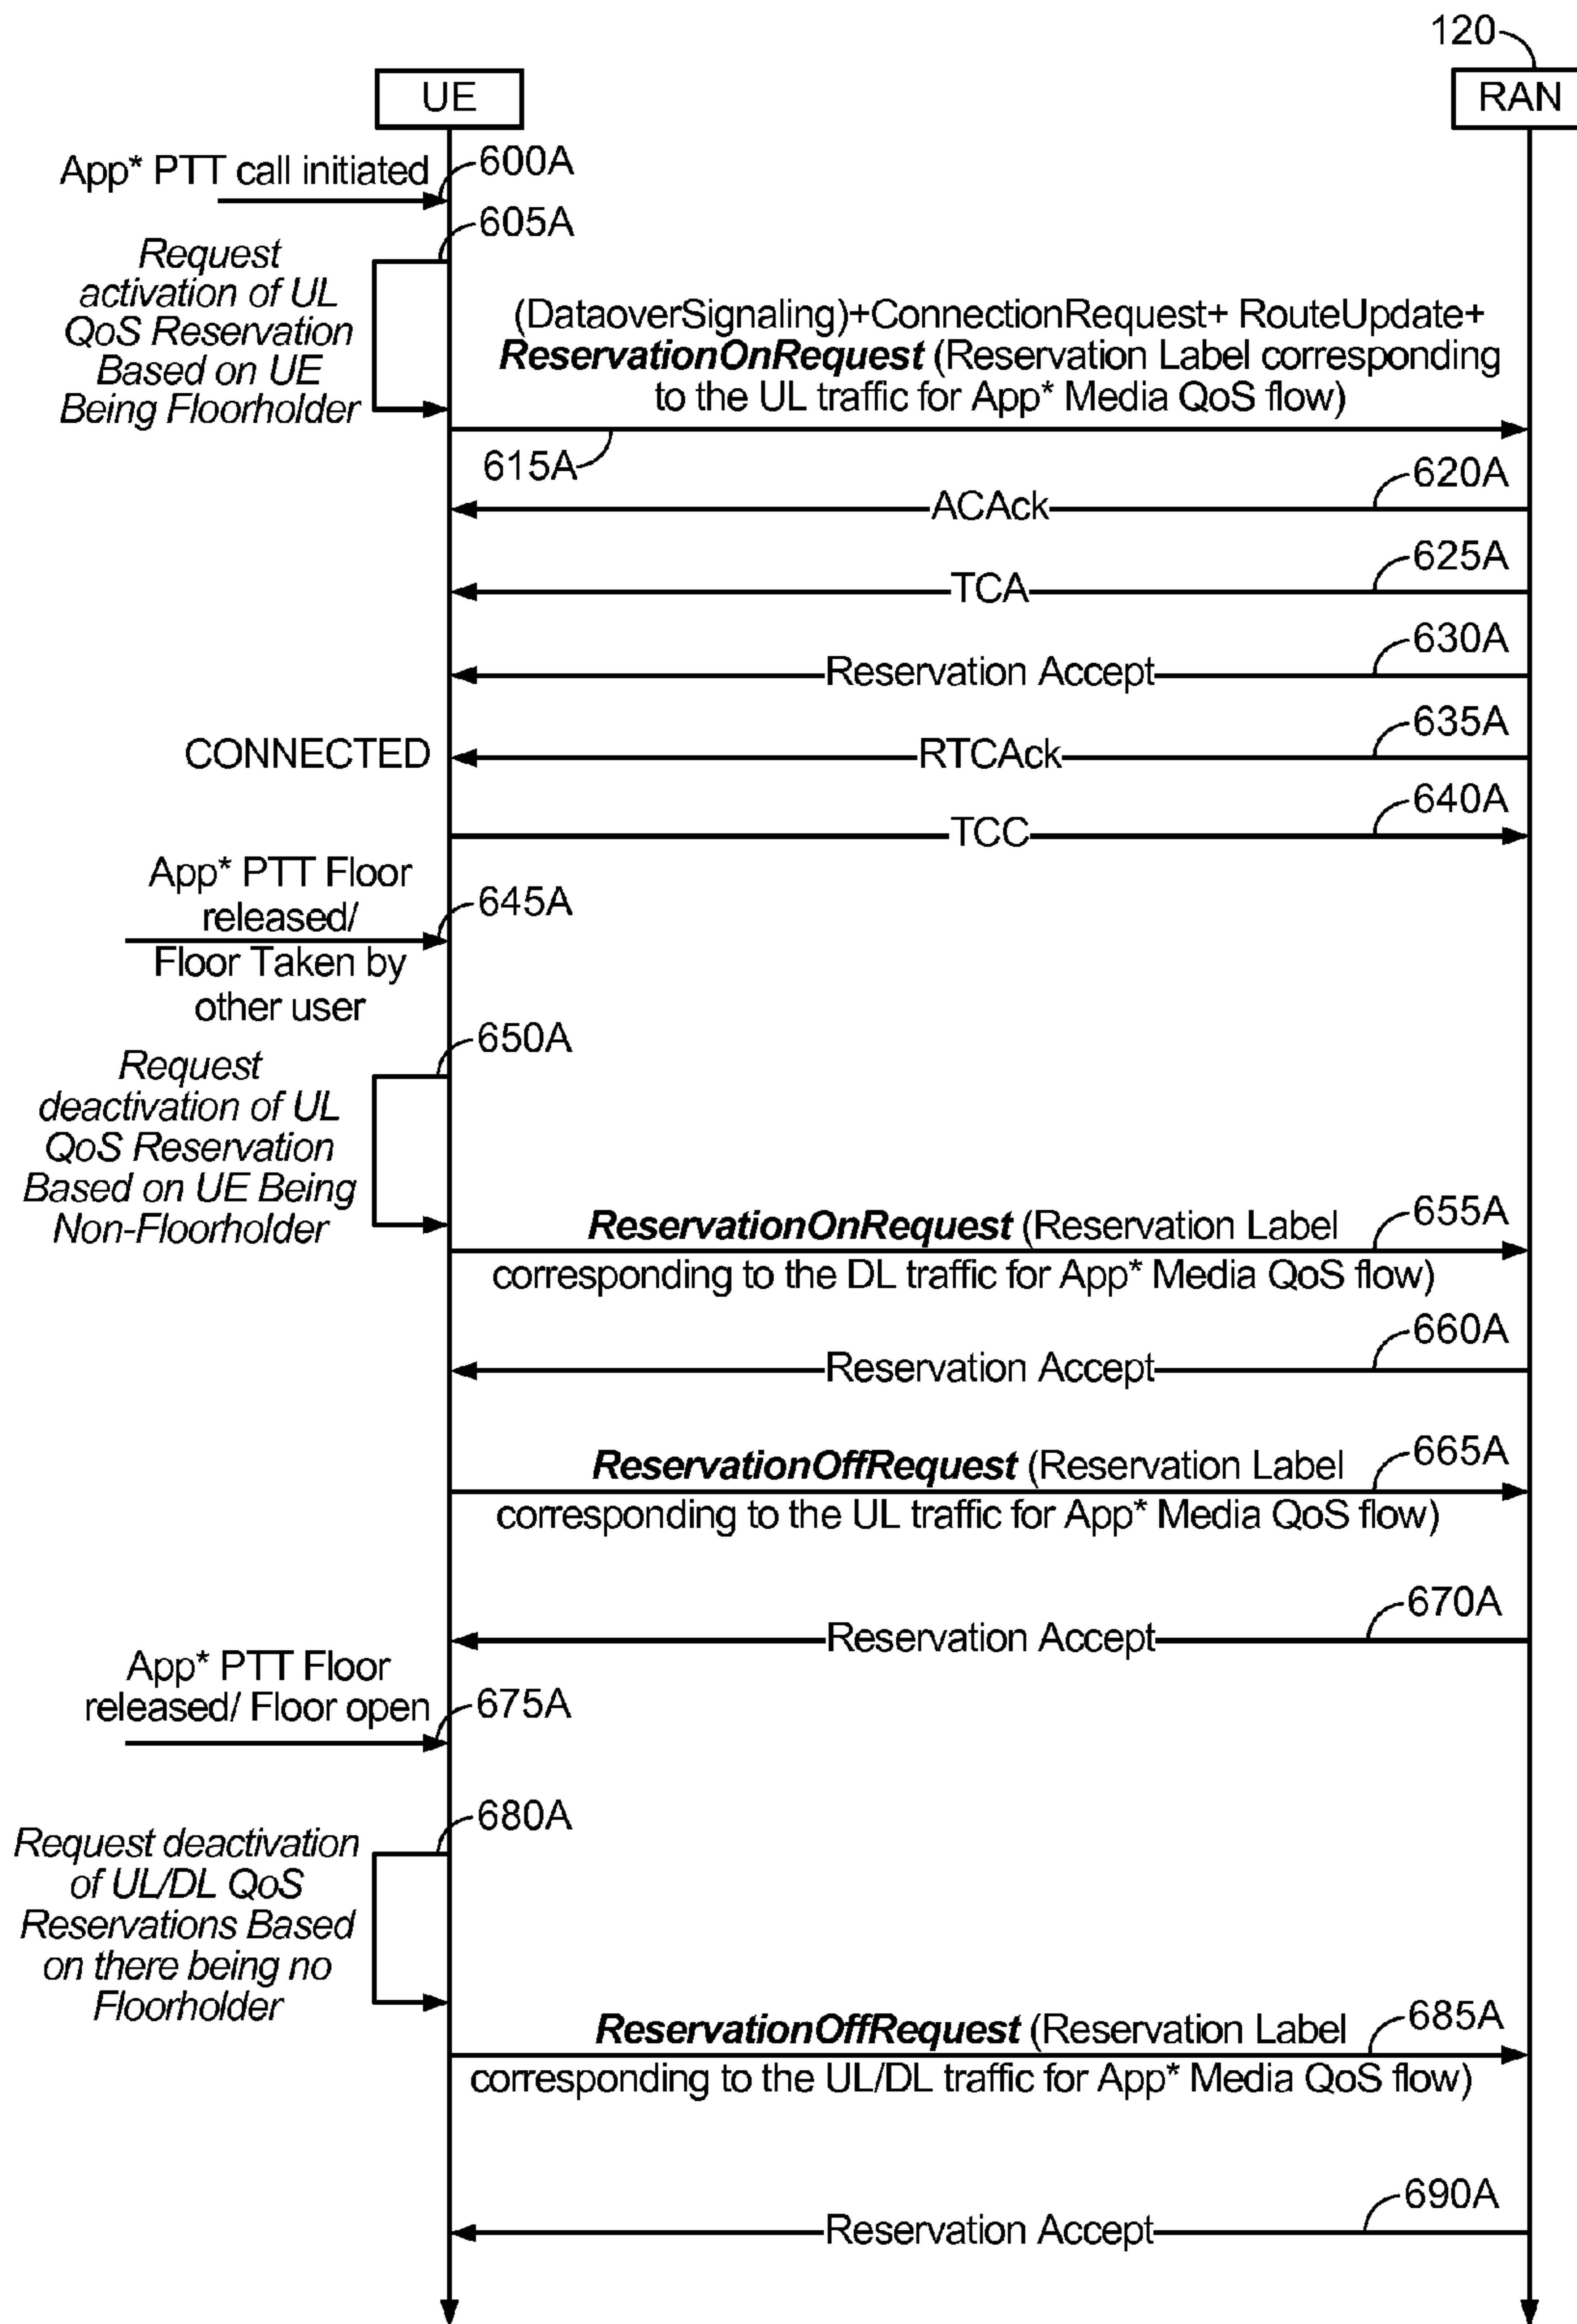 120
UE
RAN
App* PTT call initiated
600A
605A
Request
activation of UL
QoS Reservation
Based on UE
Being Floorholder
(DataoverSignaling)+ConnectionRequest+ RouteUpdate+
ReservationOnRequest (Reservation Label corresponding
to the UL traffic for App* Media QoS flow)
615A
620A
ACAck
625A
TCA
630A
Reservation Accept
635A
CONNECTED
RTCAck
640A
TCC
App* PTT Floor
released/
Floor Taken by
other user
645A
650A
Request
deactivation of UL
QoS Reservation
Based on UE Being
Non-Floorholder
ReservationOnRequest (Reservation Label
corresponding to the DL traffic for App* Media QoS flow)
655A
660A
Reservation Accept
ReservationOffRequest (Reservation Label
corresponding to the UL traffic for App* Media QoS flow)
665A
670A
Reservation Accept
App* PTT Floor
released/ Floor open
675A
680A
Request deactivation
of UL/DL QoS
Reservations Based
on there being no
Floorholder
ReservationOffRequest (Reservation Label
corresponding to the UL/DL traffic for App* Media QoS flow)
685A
690A
Reservation Accept